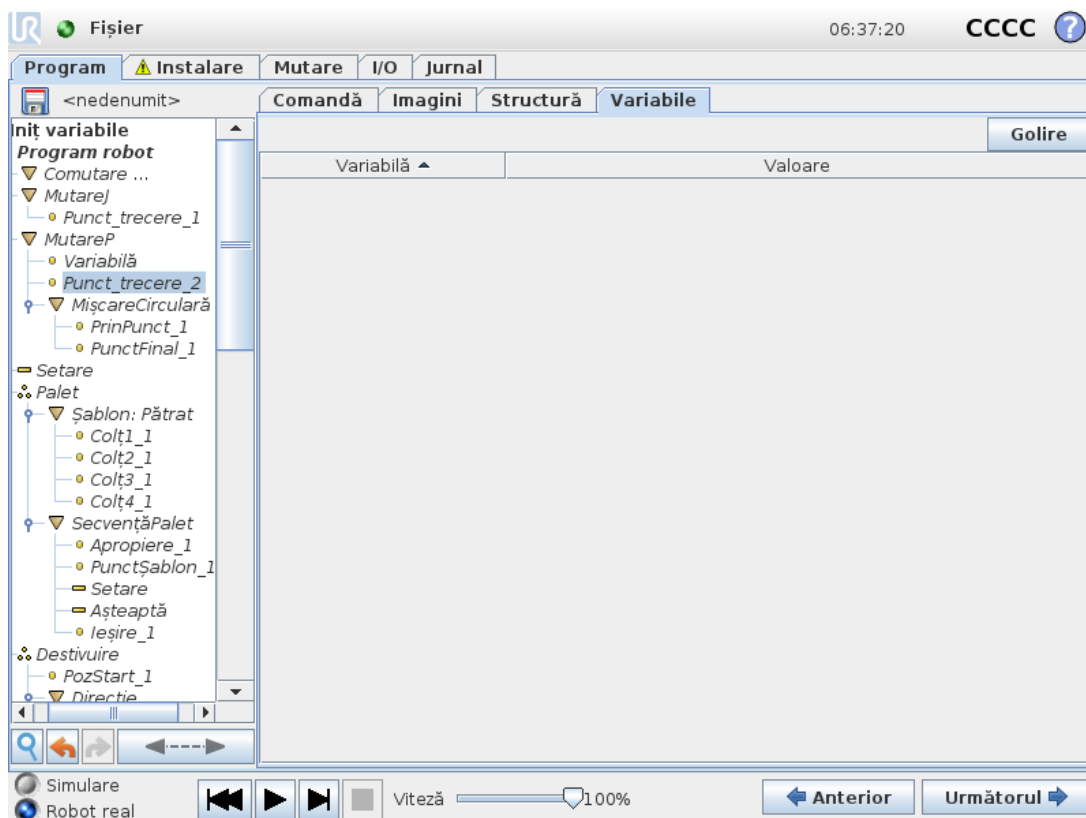 UR Fișier 06:37:20 CCCC ?
Program Instalare Mutare I/O Jurnal
<nedenumit> Comandă Imagini Structură Variabile
Golire
Variabilă Valoare
Iniț variabile
Program robot
Comutare ...
MutareJ
Punct_trecere_1
MutareP
Variabilă
Punct_trecere_2
MișcareCirculară
PrinPunct_1
PunctFinal_1
Setare
Palet
Șablon: Pătrat
Colț1_1
Colț2_1
Colț3_1
Colț4_1
SecvențăPalet
Apropiere_1
PunctȘablon_1
Setare
Așteaptă
Ieșire_1
Destivuire
PozStart_1
Direcție
Simulare
Robot real
Viteză 100%
Anterior Următorul